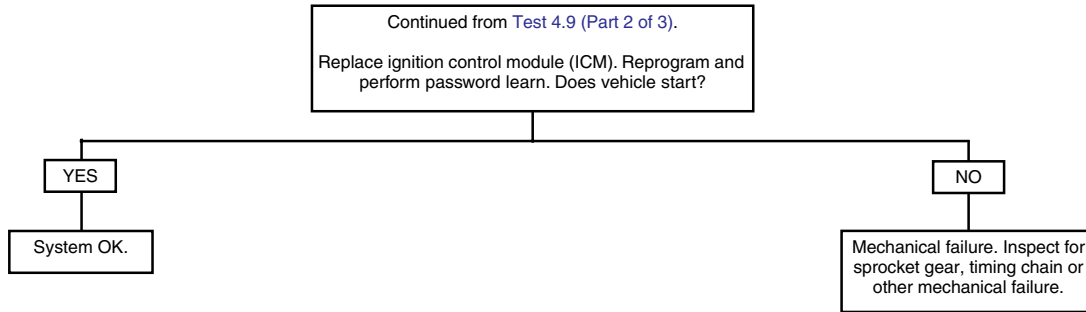 Continued from Test 4.9 (Part 2 of 3).
Replace ignition control module (ICM). Reprogram and
perform password learn. Does vehicle start?
YES
NO
System OK.
Mechanical failure. Inspect for
sprocket gear, timing chain or
other mechanical failure.